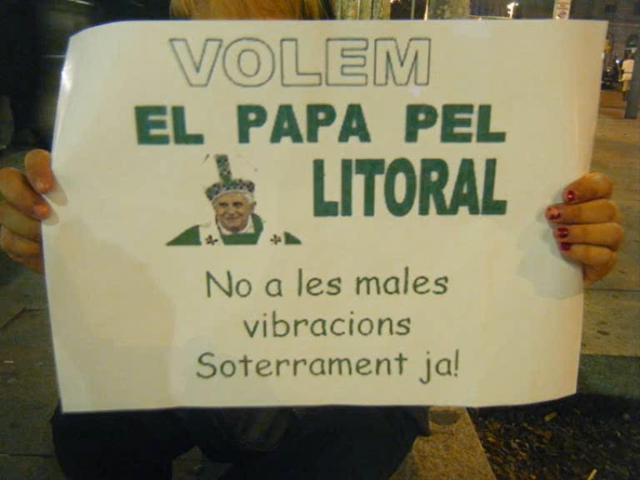 VOLEM
EL PAPA PEL
LITORAL
No a les males
vibracions
Soterrament ja!